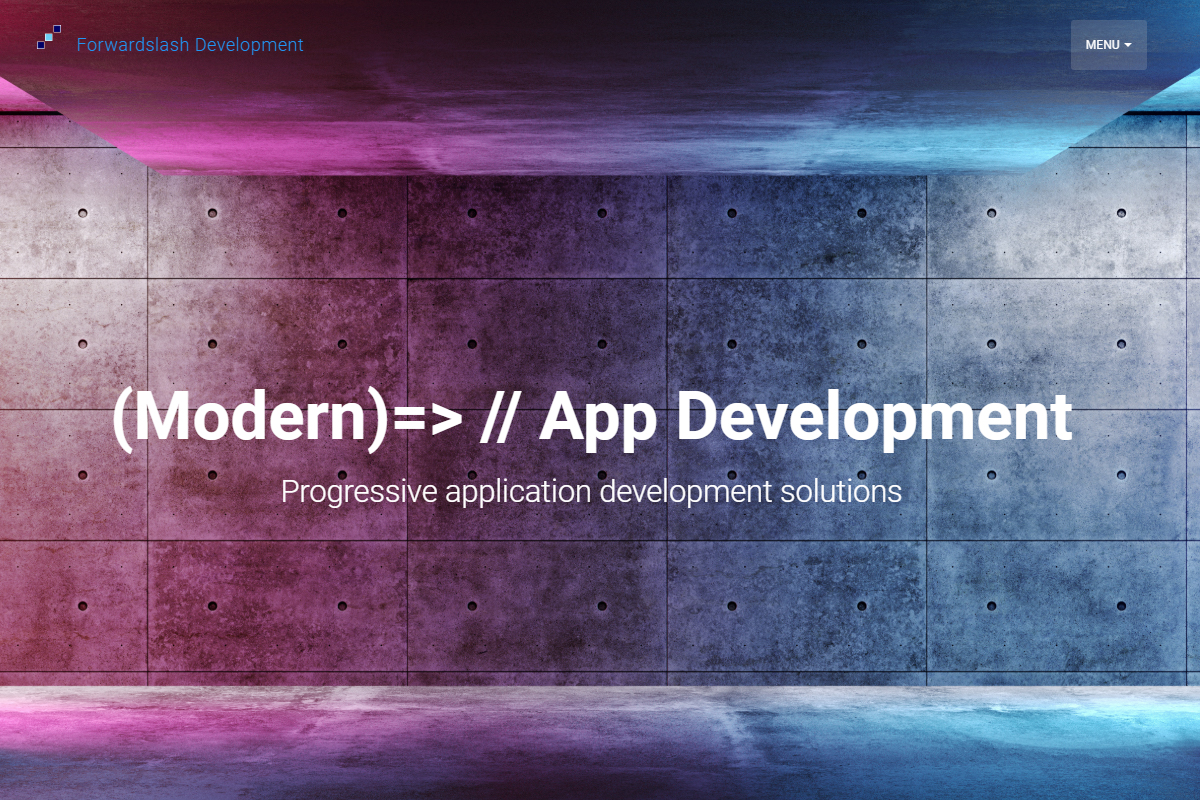 Forwardslash Development
MENU
(Modern)=> // App Development
Progressive application development solutions